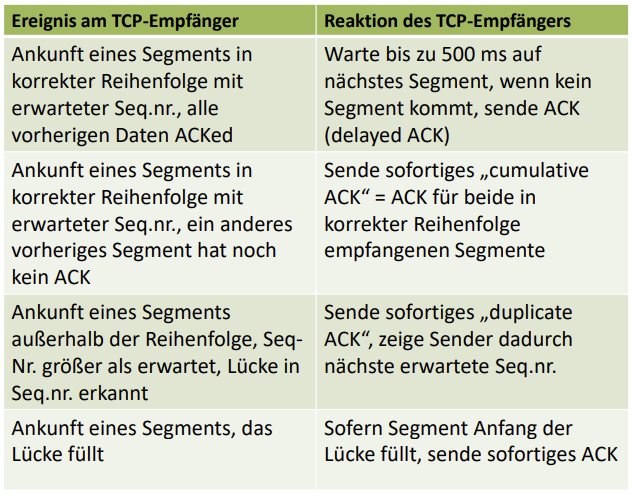 Ereignis am TCP-Empfänger
Reaktion des TCP-Empfängers
Ankunft eines Segments in
korrekter Reihenfolge mit
erwarteter Seq.nr., alle
vorherigen Daten ACKed
Warte bis zu 500 ms auf
nächstes Segment, wenn kein
Segment kommt, sende ACK
(delayed ACK)
Ankunft eines Segments in
korrekter Reihenfolge mit
erwarteter Seq.nr., ein anderes
vorheriges Segment hat noch
kein ACK
Sende sofortiges „cumulative
ACK“ = ACK für beide in
korrekter Reihenfolge
empfangenen Segmente
Ankunft eines Segments
außerhalb der Reihenfolge, Seq-
Nr. größer als erwartet, Lücke in
Seq.nr. erkannt
Sende sofortiges „duplicate
ACK“, zeige Sender dadurch
nächste erwartete Seq.nr.
Ankunft eines Segments, das
Lücke füllt
Sofern Segment Anfang der
Lücke füllt, sende sofortiges ACK